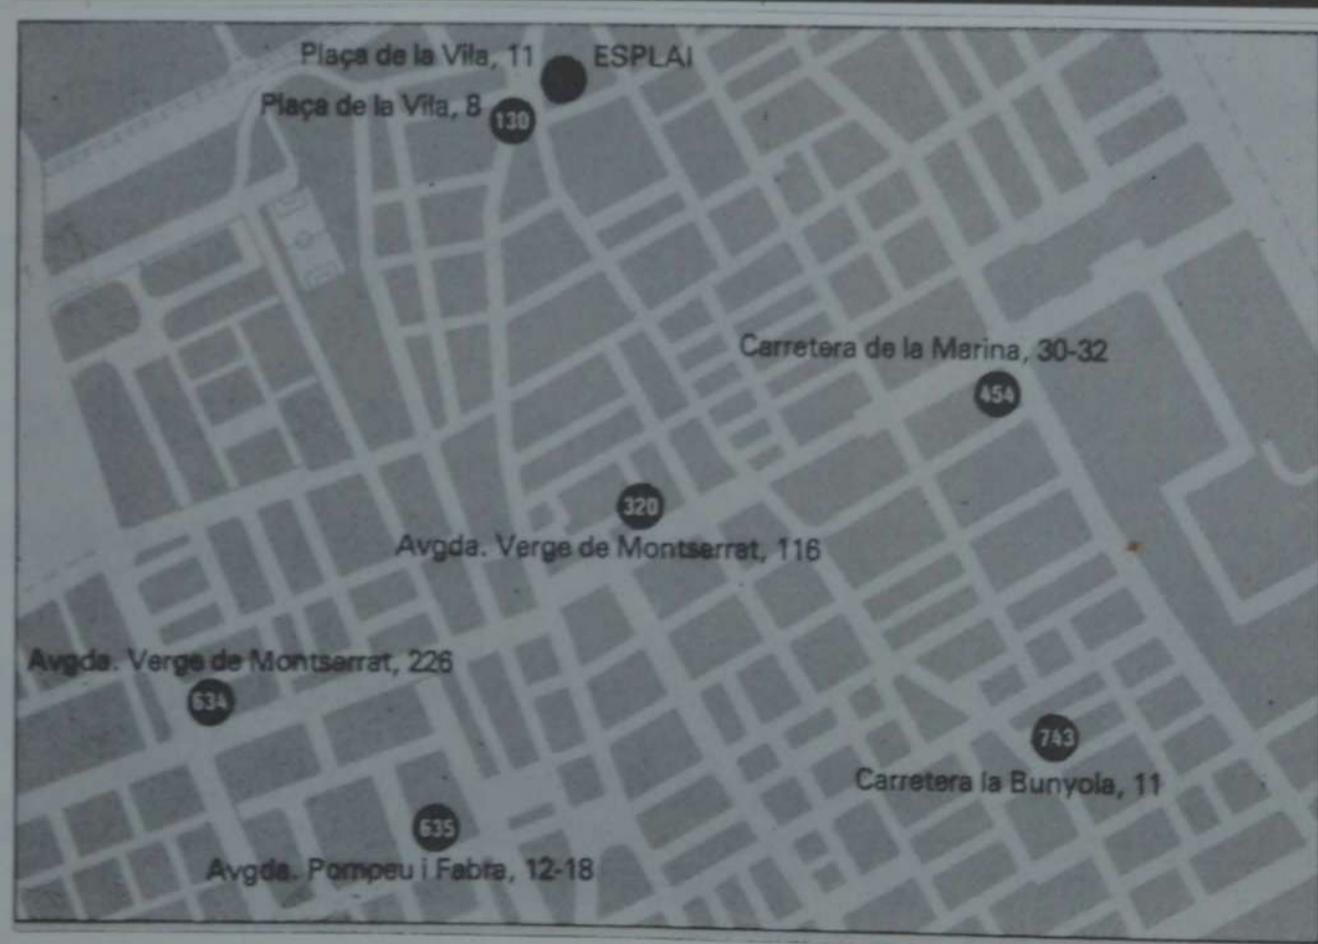 Plaça de la Vila, 11
ESPLAI
Plaça de la Vila, 8
130
Carretera de la Marina, 30-32
454
320
Avgda. Verge de Montserrat, 116
Avgda. Verge de Montserrat, 226
634
743
Carretera la Bunyola, 11
635
Avgda. Pompeu i Fabra, 12-18